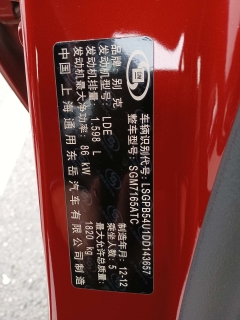 品牌：别克
发动机型号：LDE
发动机排量：1.598 L
发动机最大净功率：86 kW
中国 上海通用东岳汽车有限公司制造
车辆识别代号：LSGPB54U1DD143657
整车型号：SGM7165ATC
制造年月：12-12
乘坐人数：5
最大允许总质量：1820 kg